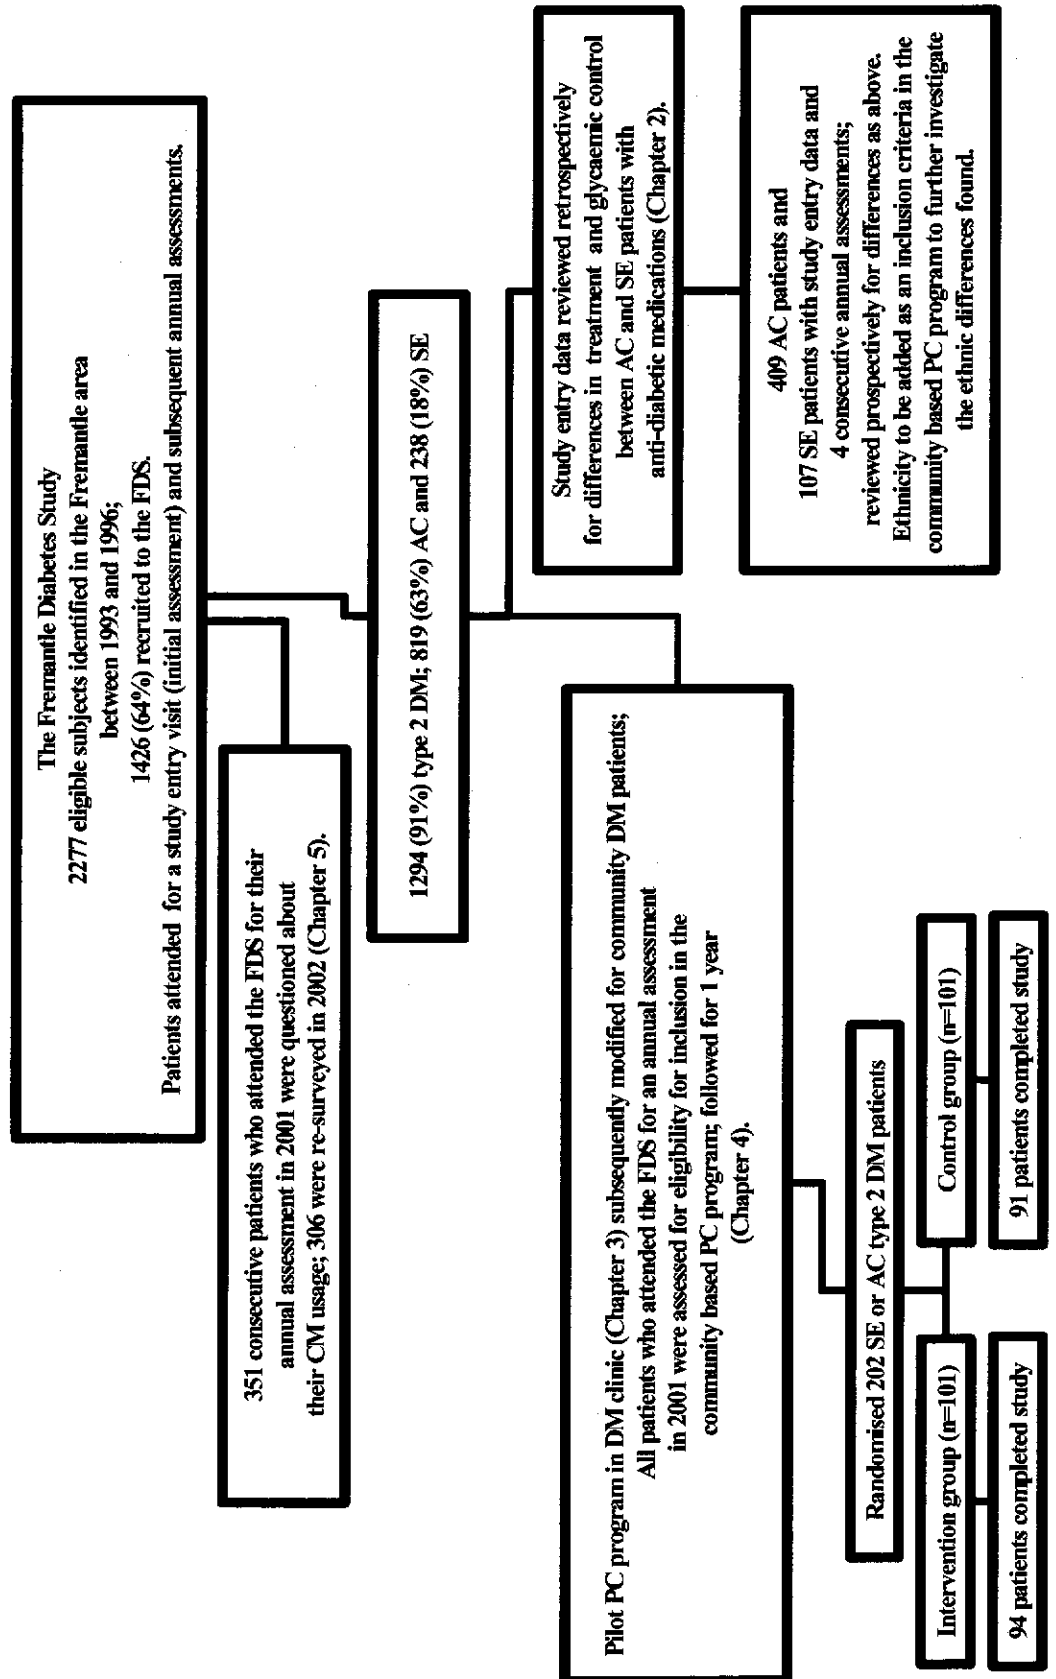 The Fremantle Diabetes Study
2277 eligible subjects identified in the Fremantle area
between 1993 and 1996;
1426 (64%) recruited to the FDS.
Patients attended for a study entry visit (initial assessment) and subsequent annual assessments.
351 consecutive patients who attended the FDS for their
annual assessment in 2001 were questioned about
their CM usage; 306 were re-surveyed in 2002 (Chapter 5).
1294 (91%) type 2 DM; 819 (63%) AC and 238 (18%) SE
Study entry data reviewed retrospectively
for differences in treatment and glycaemic control
between AC and SE patients with
anti-diabetic medications (Chapter 2).
409 AC patients and
107 SE patients with study entry data and
4 consecutive annual assessments;
reviewed prospectively for differences as above.
Ethnicity to be added as an inclusion criteria in the
community based PC program to further investigate
the ethnic differences found.
Pilot PC program in DM clinic (Chapter 3) subsequently modified for community DM patients;
All patients who attended the FDS for an annual assessment
in 2001 were assessed for eligibility for inclusion in the
community based PC program; followed for 1 year
(Chapter 4).
Randomised 202 SE or AC type 2 DM patients
Intervention group (n=101)
Control group (n=101)
94 patients completed study
91 patients completed study